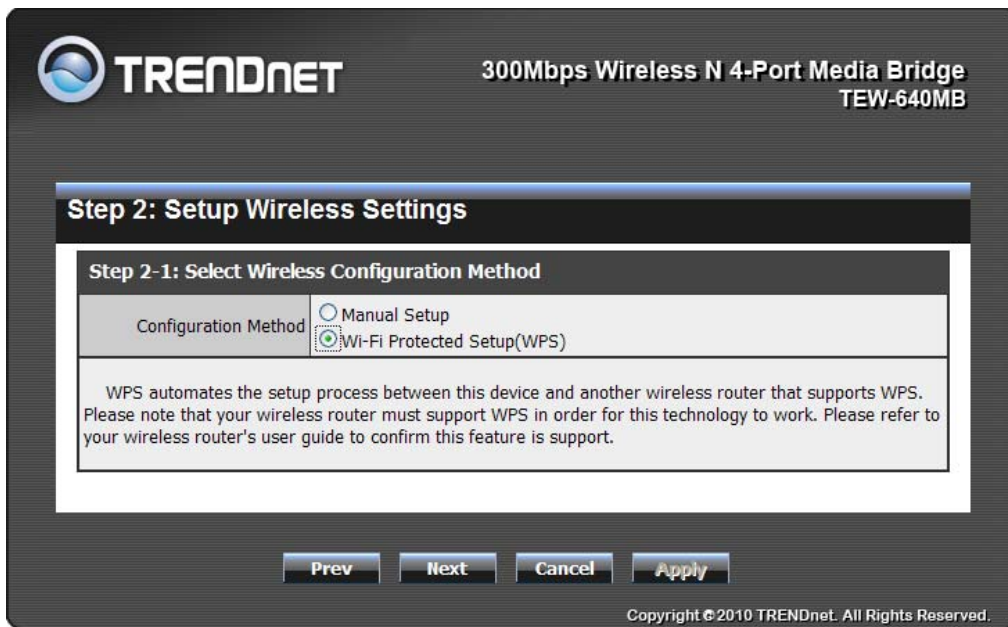 TRENDNET
300Mbps Wireless N 4-Port Media Bridge
TEW-640MB
Step 2: Setup Wireless Settings
Step 2-1: Select Wireless Configuration Method
Configuration Method
Manual Setup
Wi-Fi Protected Setup(WPS)
WPS automates the setup process between this device and another wireless router that supports WPS.
Please note that your wireless router must support WPS in order for this technology to work. Please refer to
your wireless router's user guide to confirm this feature is support.
Prev Next Cancel Apply
Copyright © 2010 TRENDnet. All Rights Reserved.